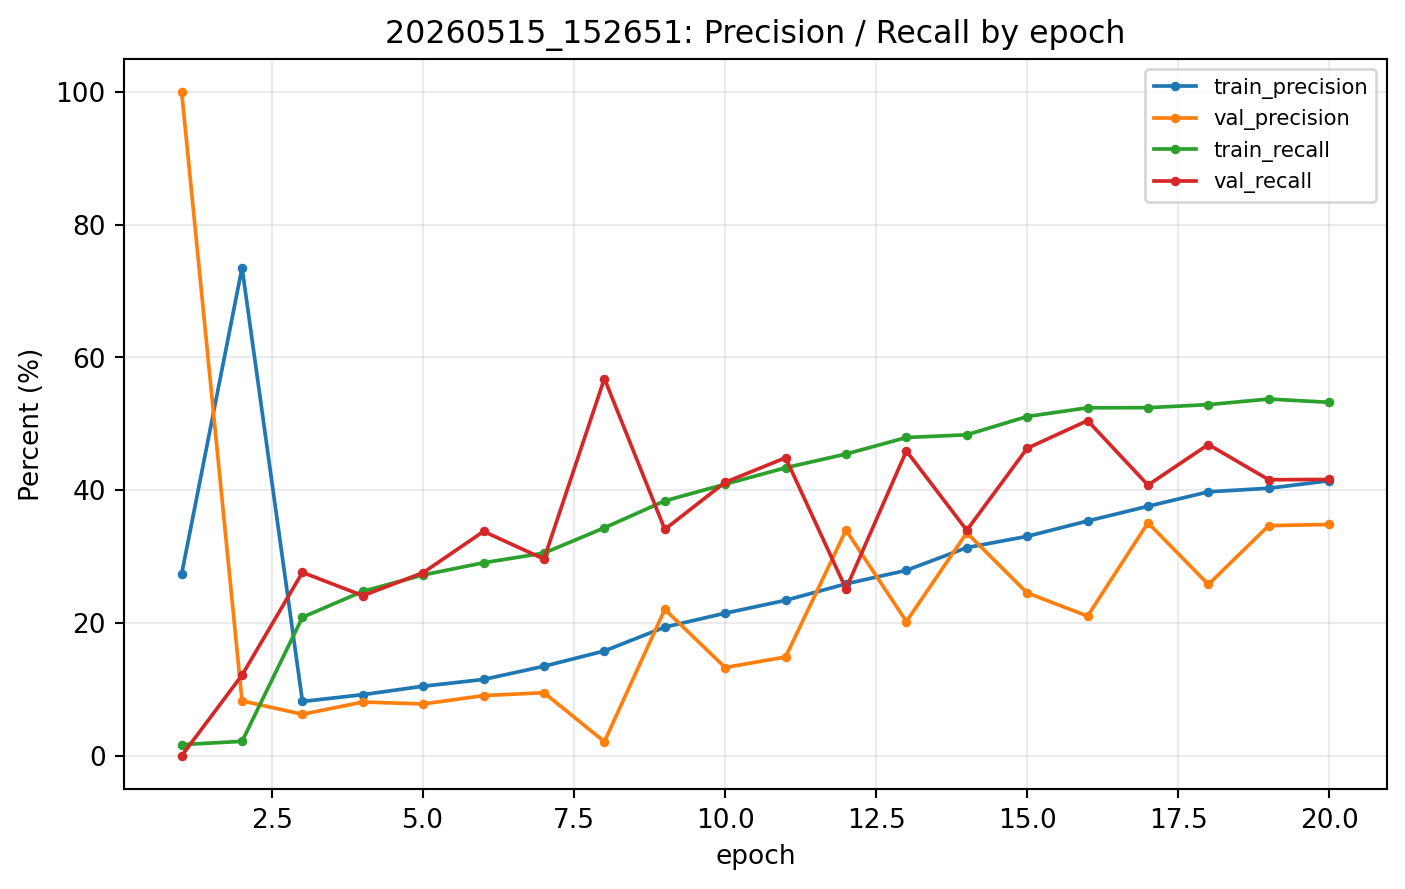 20260515_152651: Precision / Recall by epoch
train_precision
val_precision
train_recall
val_recall
Percent (%)
100
80
60
40
20
0
2.5 5.0 7.5 10.0 12.5 15.0 17.5 20.0
epoch